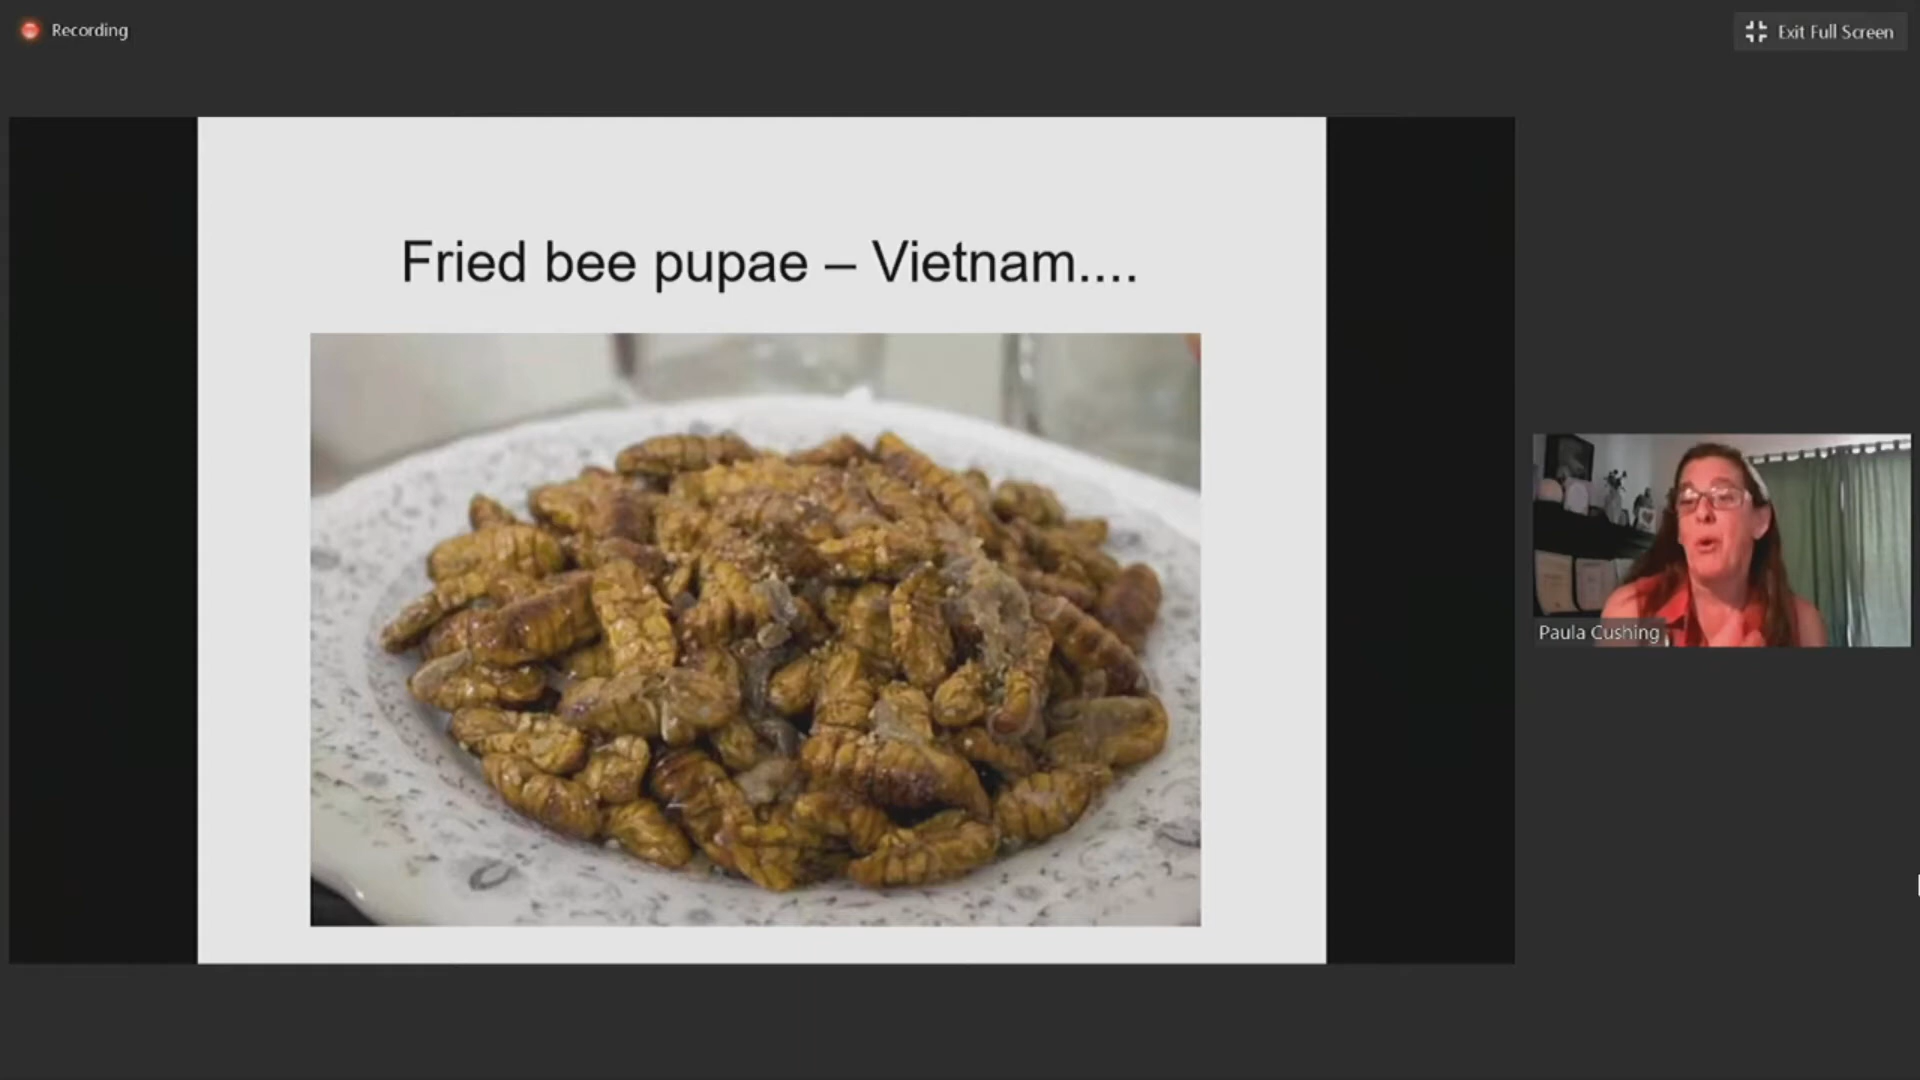 Recording
Exit Full Screen
Fried bee pupae – Vietnam....
Paula Cushing